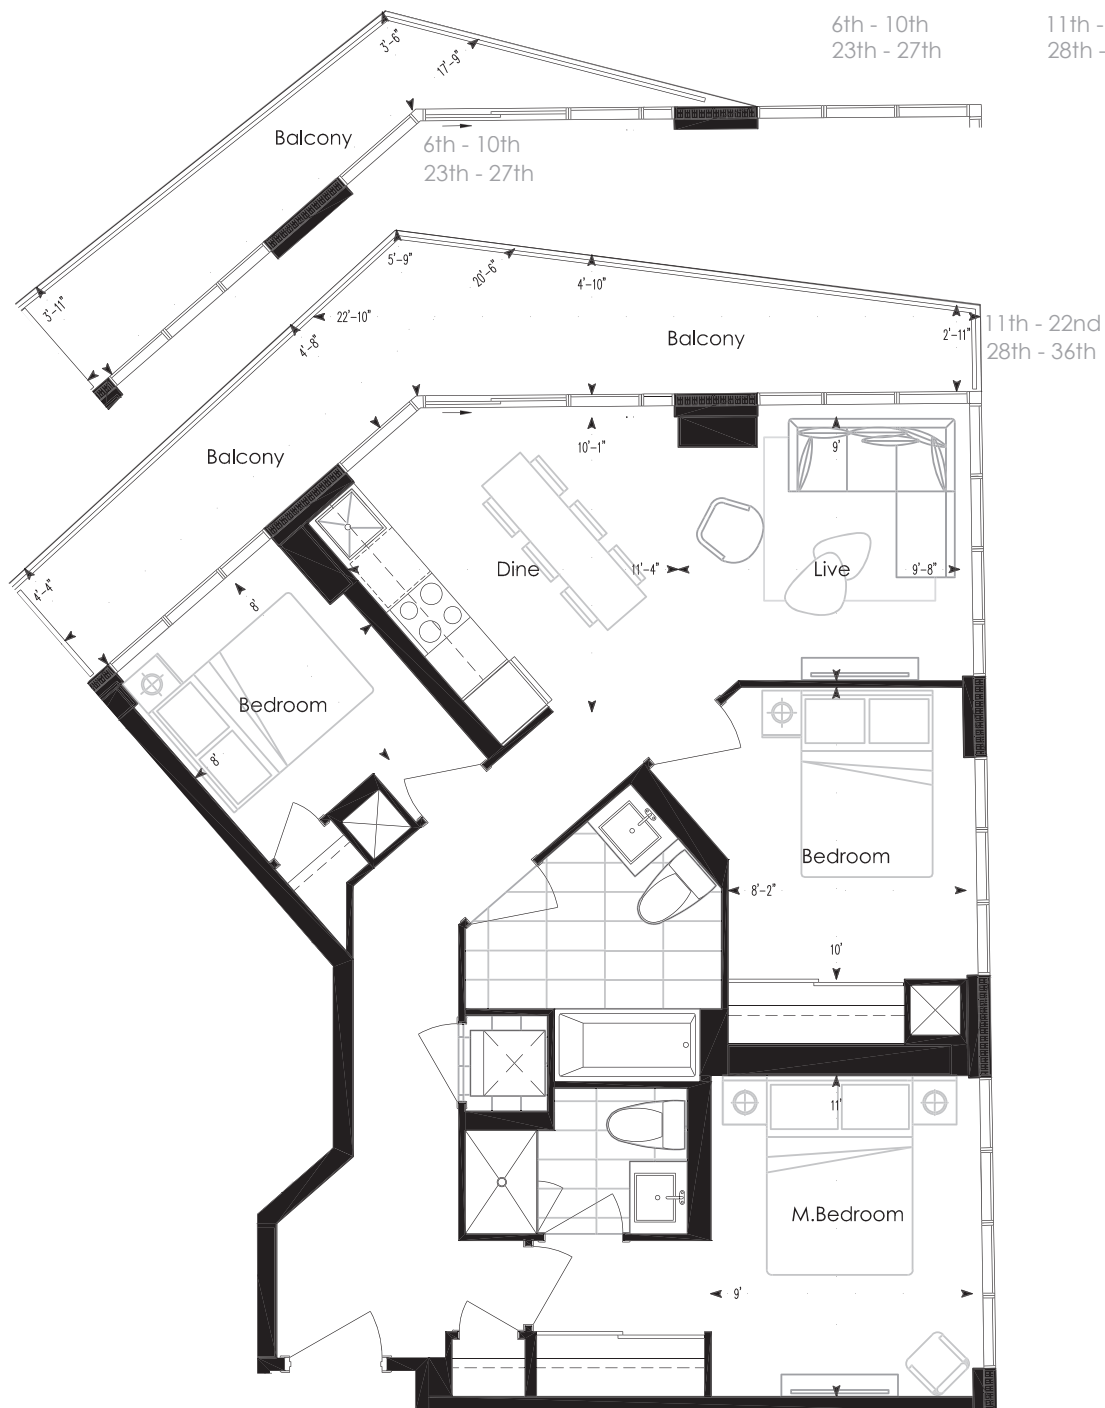 6th - 10th
11th -
23th - 27th
28th -
3'-6"
17'-9"
Balcony
6th - 10th
23th - 27th
3'-11"
5'-9"
20'-6"
4'-10"
22'-10"
4'-8"
Balcony
2'-11"
11th - 22nd
28th - 36th
Balcony
10'-1"
9'
Dine
11'-4"
Live
9'-8"
4'-4"
8'
Bedroom
8'
Bedroom
8'-2"
10'
11'
M.Bedroom
9'